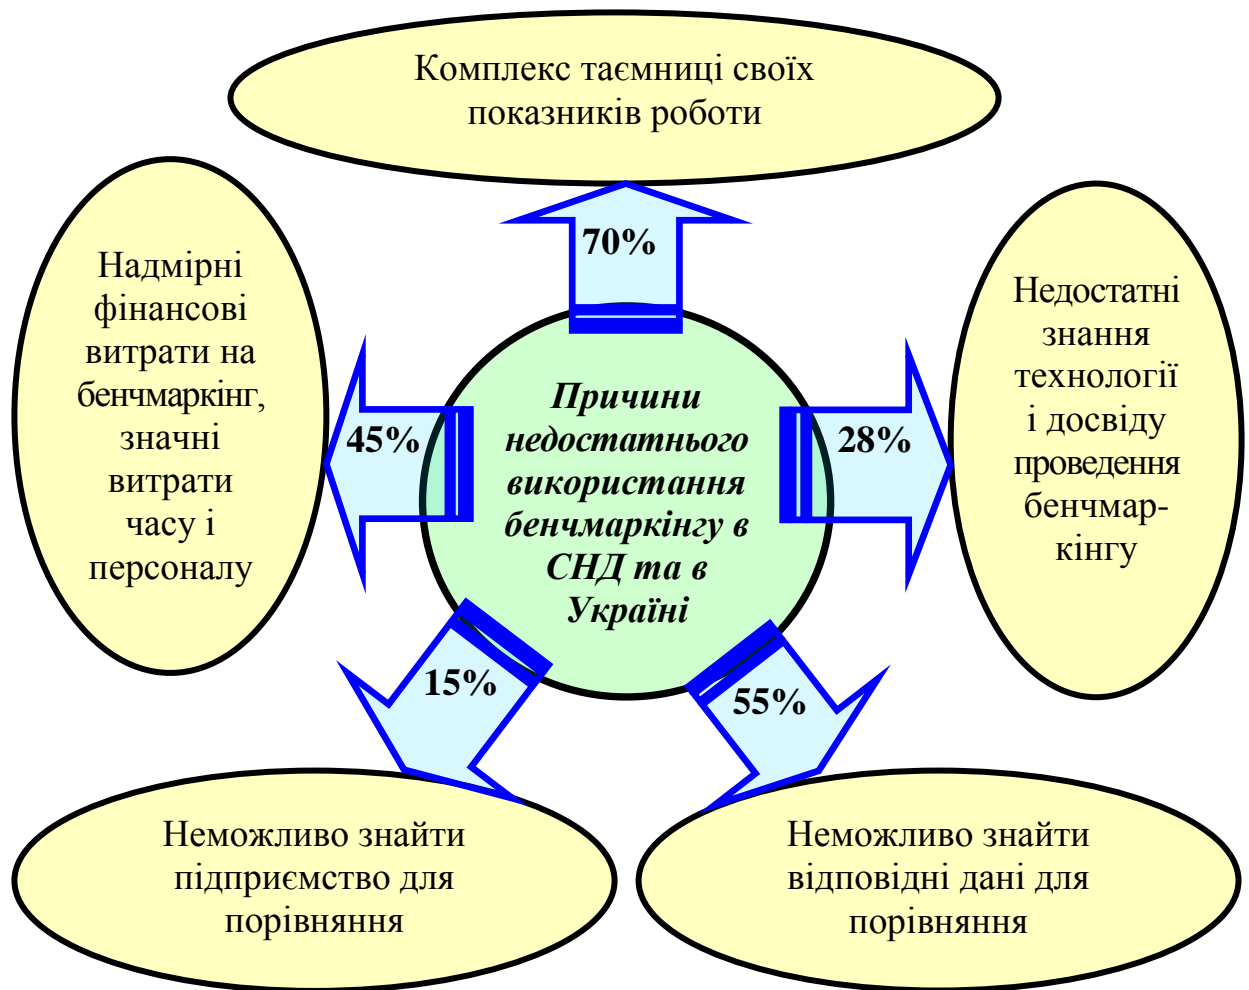 Комплекс таємниці своїх
показників роботи
70%
Надмірні
фінансові
витрати на
бенчмаркінг,
значні
витрати
часу і
персоналу
45%
Причини
недостатнього
використання
бенчмаркінгу в
СНД та в
Україні
28%
Недостатні
знання
технології
і досвіду
проведення
бенчмар-
кінгу
15%
55%
Неможливо знайти
підприємство для
порівняння
Неможливо знайти
відповідні дані для
порівняння